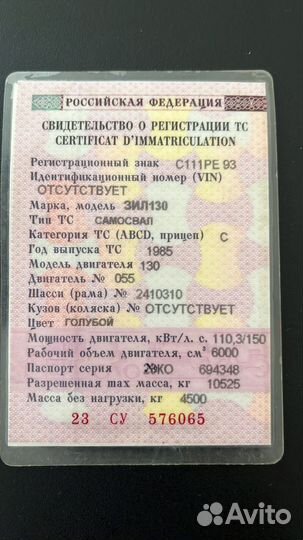 РОССИЙСКАЯ ФЕДЕРАЦИЯ
СВИДЕТЕЛЬСТВО О РЕГИСТРАЦИИ ТС
CERTIFICAT D'IMMATRICULATION
Регистрационный знак С111РЕ 93
Идентификационный номер (VIN)
ОТСУТСТВУЕТ
Марка, модель ЗИЛ130
Тип ТС САМОСВАЛ
Категория ТС (ABCD, прицеп) С
Год выпуска ТС 1985
Модель двигателя 130
Двигатель № 055
Шасси (рама) № 2410310
Кузов (коляска) № ОТСУТСТВУЕТ
Цвет ГОЛУБОЙ
Мощность двигателя, кВт/л. с. 110,3/150
Рабочий объем двигателя, см³ 6000
Паспорт серия КО 694348
Разрешенная max масса, кг 10525
Масса без нагрузки, кг 4500
23 СУ 576065
Avito